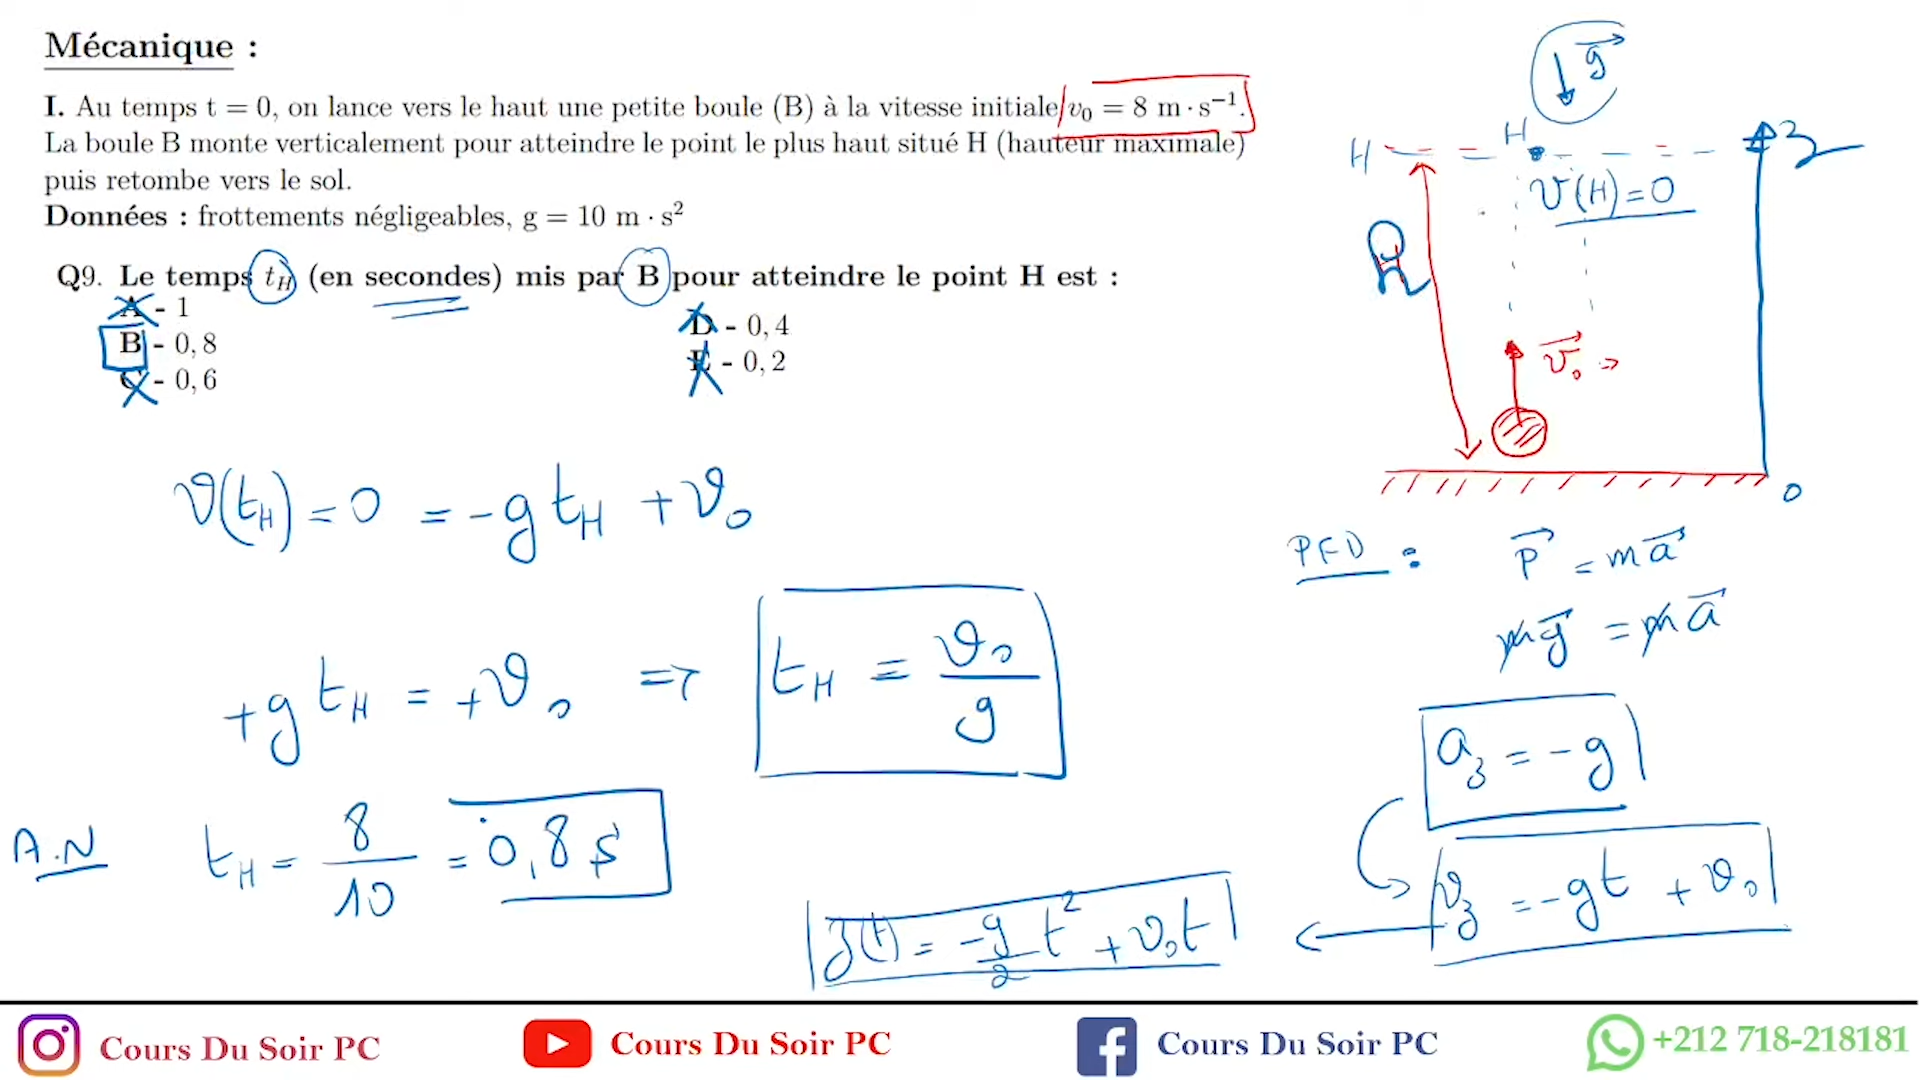 Mécanique :
I. Au temps t = 0, on lance vers le haut une petite boule (B) à la vitesse initiale v₀ = 8 m · s⁻¹.
La boule B monte verticalement pour atteindre le point le plus haut situé H (hauteur maximale)
puis retombe vers le sol.
Données : frottements négligeables, g = 10 m · s²
Q9. Le temps t_H (en secondes) mis par B pour atteindre le point H est :
A - 1
B - 0, 8
C - 0, 6
D - 0, 4
E - 0, 2
v(t_H) = 0 = -g t_H + v₀
+g t_H = +v₀ => t_H = v₀/g
A.N t_H = 8/10 = 0,8 s
g⃗
H
H
z
v(H) = 0
v⃗₀
0
PFD : P⃗ = m a⃗
m g⃗ = m a⃗
a_z = -g
v_z = -gt + v₀
z(t) = -g/2 t² + v₀t
Cours Du Soir PC
Cours Du Soir PC
Cours Du Soir PC
+212 718-218181